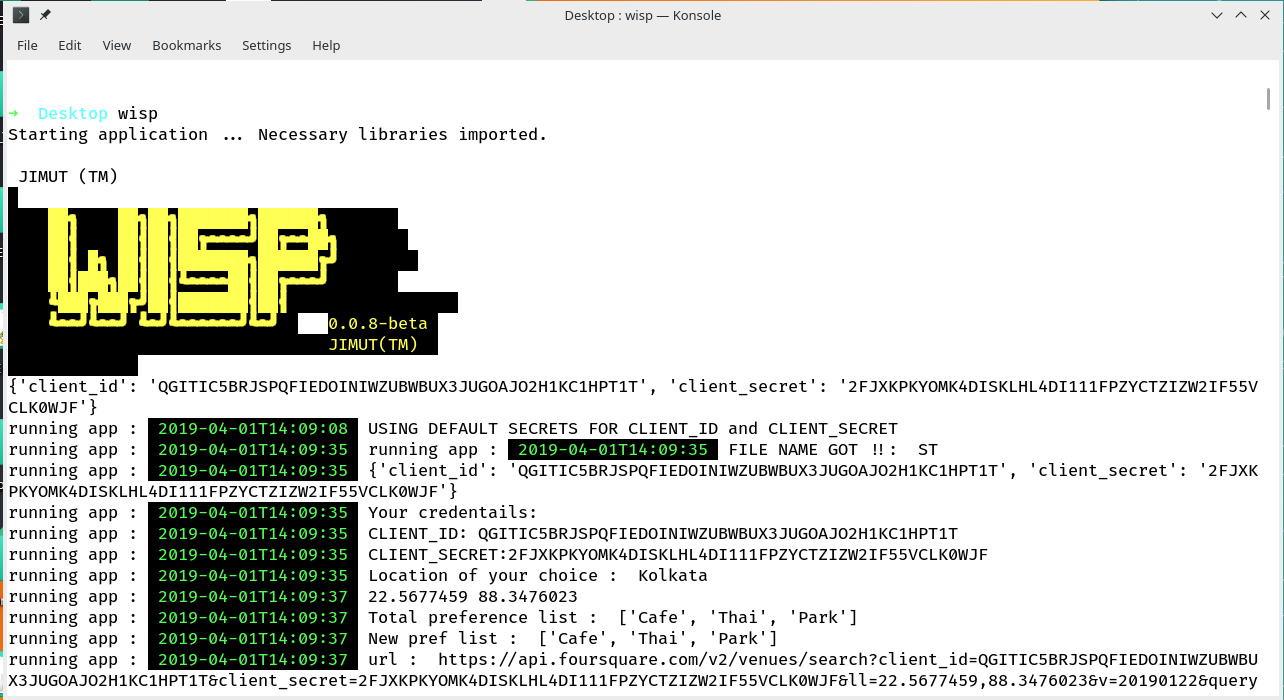 Desktop : wisp — Konsole
File Edit View Bookmarks Settings Help
→ Desktop wisp
Starting application ... Necessary libraries imported.
JIMUT (TM)
WISP
0.0.8-beta
JIMUT(TM)
{'client_id': 'QGITIC5BRJSPQFIEDOINIWZUBWBUX3JUGOAJO2H1KC1HPT1T', 'client_secret': '2FJXKPKYOMK4DISKLHL4DI111FPZYCTZIZW2IF55V
CLK0WJF'}
running app : 2019-04-01T14:09:08 USING DEFAULT SECRETS FOR CLIENT_ID and CLIENT_SECRET
running app : 2019-04-01T14:09:35 running app : 2019-04-01T14:09:35 FILE NAME GOT !!: ST
running app : 2019-04-01T14:09:35 {'client_id': 'QGITIC5BRJSPQFIEDOINIWZUBWBUX3JUGOAJO2H1KC1HPT1T', 'client_secret': '2FJXK
PKYOMK4DISKLHL4DI111FPZYCTZIZW2IF55VCLK0WJF'}
running app : 2019-04-01T14:09:35 Your credentails:
running app : 2019-04-01T14:09:35 CLIENT_ID: QGITIC5BRJSPQFIEDOINIWZUBWBUX3JUGOAJO2H1KC1HPT1T
running app : 2019-04-01T14:09:35 CLIENT_SECRET:2FJXKPKYOMK4DISKLHL4DI111FPZYCTZIZW2IF55VCLK0WJF
running app : 2019-04-01T14:09:35 Location of your choice : Kolkata
running app : 2019-04-01T14:09:37 22.5677459 88.3476023
running app : 2019-04-01T14:09:37 Total preference list : ['Cafe', 'Thai', 'Park']
running app : 2019-04-01T14:09:37 New pref list : ['Cafe', 'Thai', 'Park']
running app : 2019-04-01T14:09:37 url : https://api.foursquare.com/v2/venues/search?client_id=QGITIC5BRJSPQFIEDOINIWZUBWBU
X3JUGOAJO2H1KC1HPT1T&client_secret=2FJXKPKYOMK4DISKLHL4DI111FPZYCTZIZW2IF55VCLK0WJF&ll=22.5677459,88.3476023&v=20190122&query